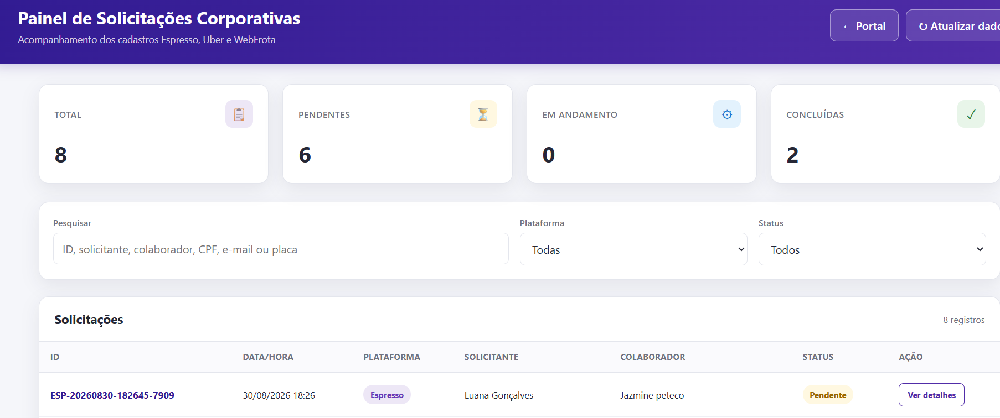 Painel de Solicitações Corporativas
Acompanhamento dos cadastros Espresso, Uber e WebFrota
← Portal
↻ Atualizar dado
TOTAL
8
PENDENTES
6
EM ANDAMENTO
0
CONCLUÍDAS
2
Pesquisar
ID, solicitante, colaborador, CPF, e-mail ou placa
Plataforma
Todas
Status
Todos
Solicitações
8 registros
ID DATA/HORA PLATAFORMA SOLICITANTE COLABORADOR STATUS AÇÃO
ESP-20260830-182645-7909 30/08/2026 18:26 Espresso Luana Gonçalves Jazmine peteco Pendente Ver detalhes